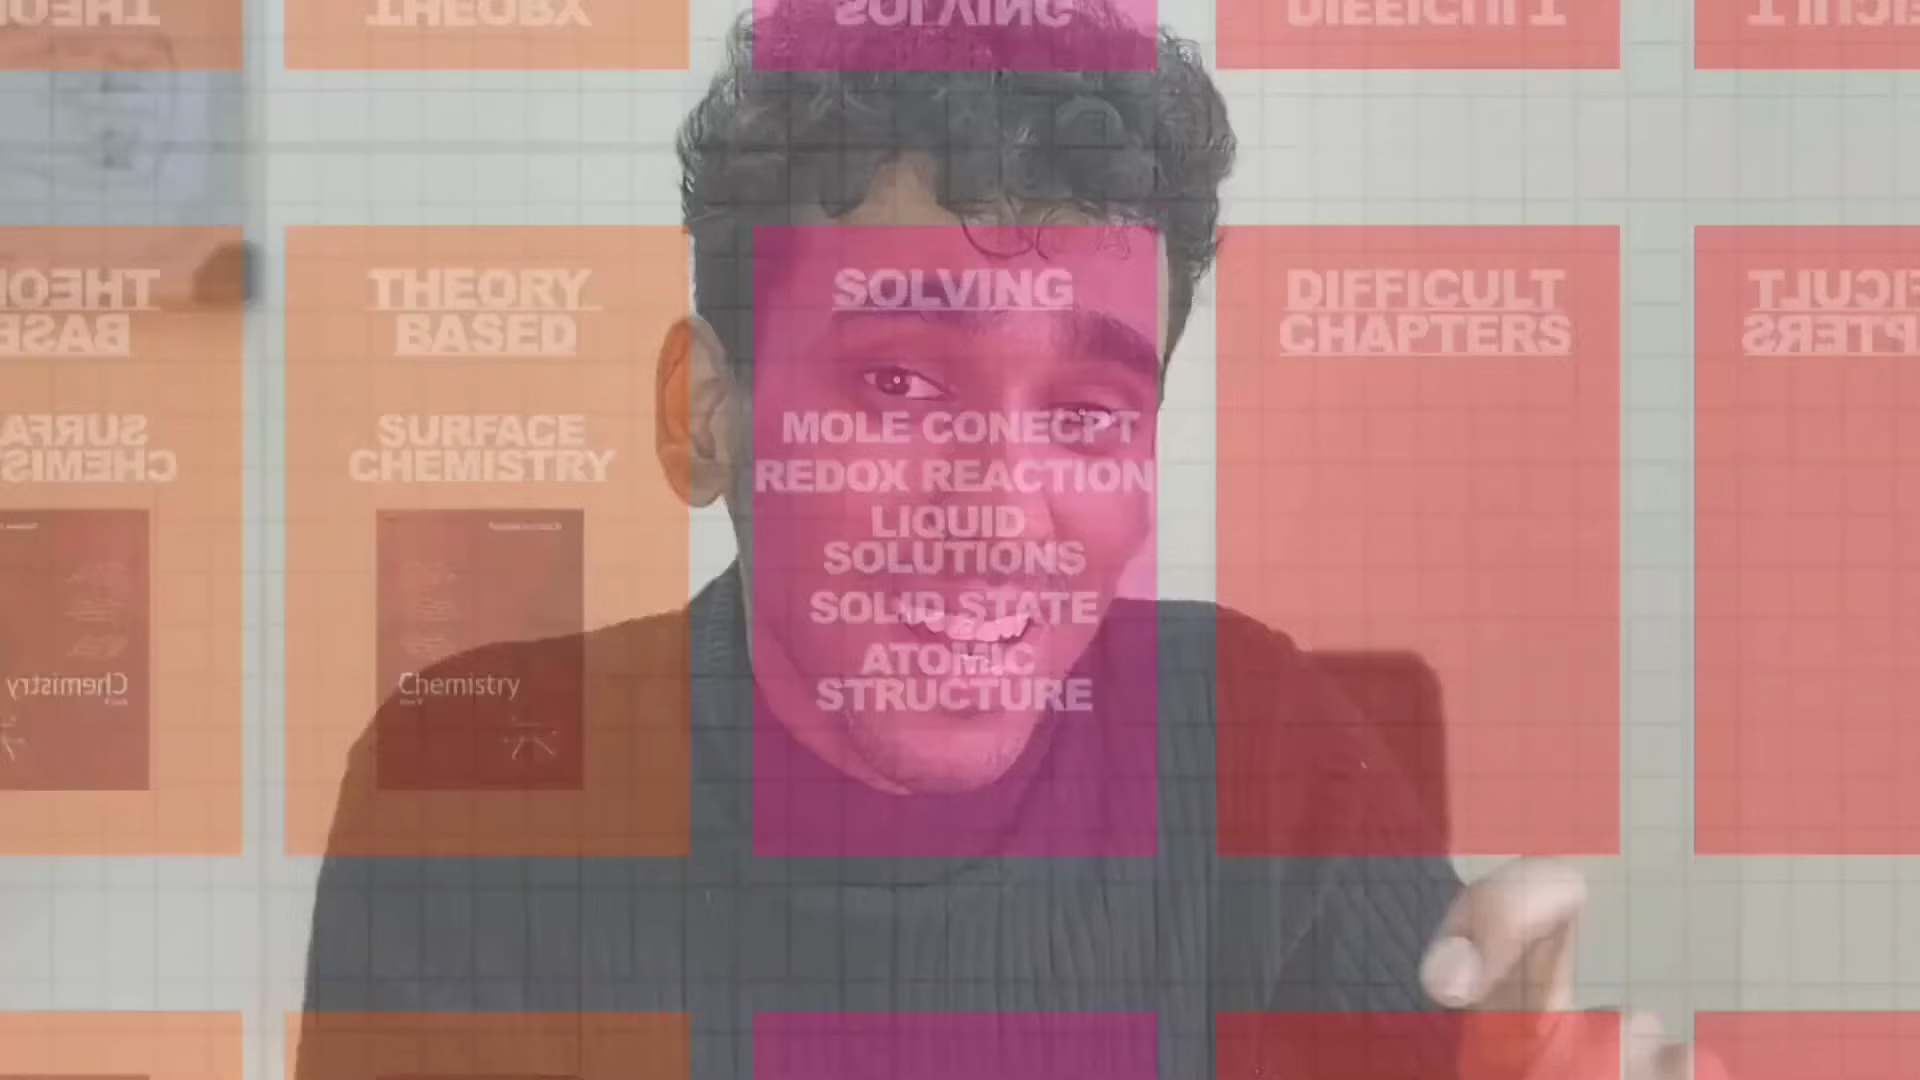 THEORY
BASED
SURFACE
CHEMISTRY
Chemistry
SOLVING
MOLE CONECPT
REDOX REACTION
LIQUID
SOLUTIONS
SOLID STATE
ATOMIC
STRUCTURE
DIFFICULT
CHAPTERS